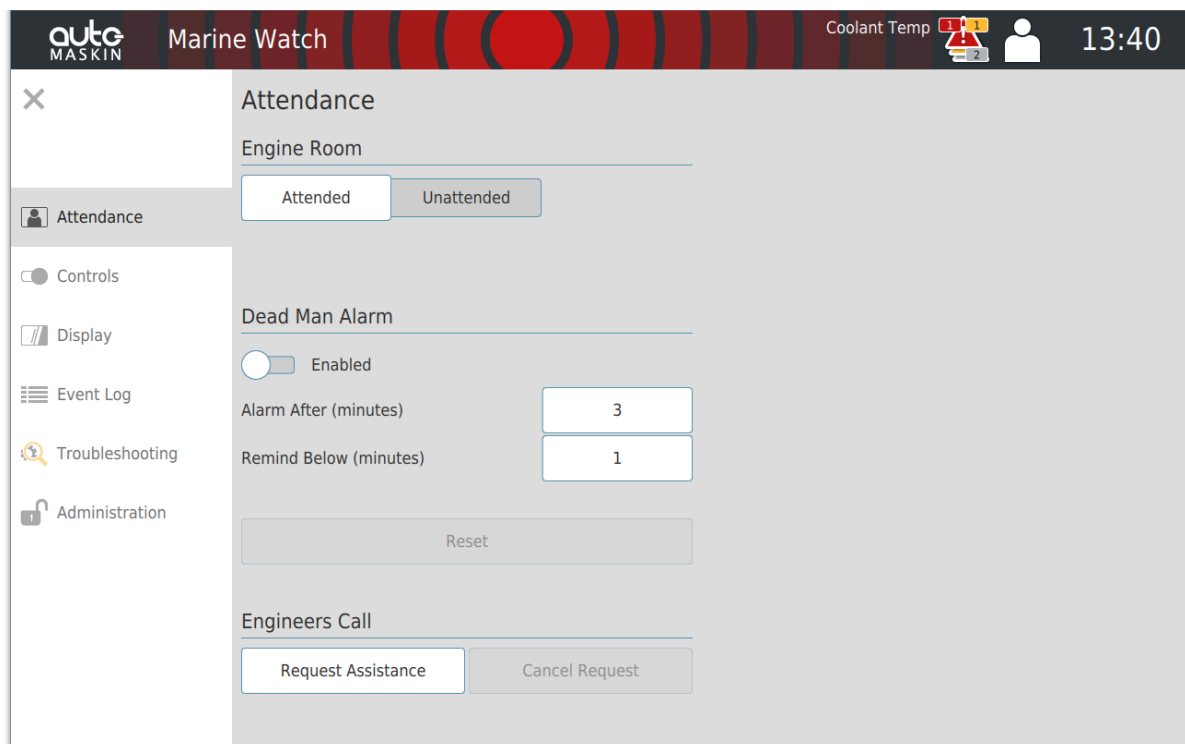 auto
MASKIN
Marine Watch
Coolant Temp
1
1
2
13:40
Attendance
Controls
Display
Event Log
Troubleshooting
Administration
Attendance
Engine Room
Attended Unattended
Dead Man Alarm
Enabled
Alarm After (minutes) 3
Remind Below (minutes) 1
Reset
Engineers Call
Request Assistance Cancel Request